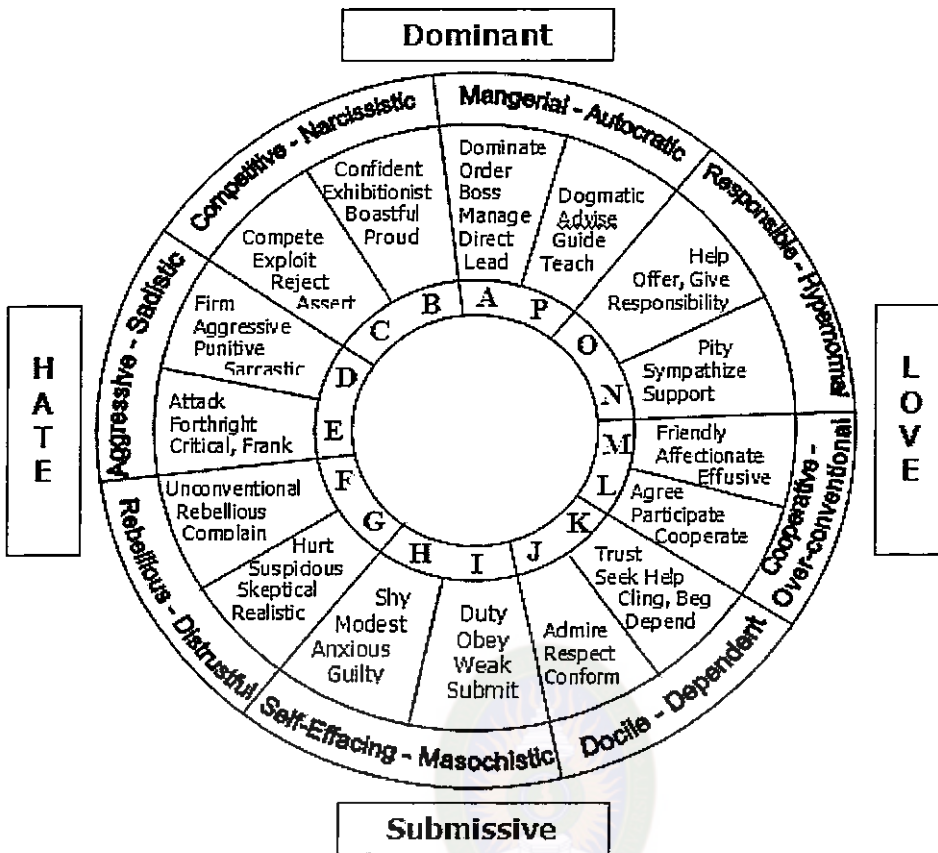 Dominant
Mangerial - Autocratic
Responsible - Hypernormal
Cooperative -
Over-conventional
Docile - Dependent
Self-Effacing - Masochistic
Rebellious - Distrustful
Aggressive - Sadistic
Competitive - Narcissistic
HATE
LOVE
Dominate
Order
Boss
Manage
Direct
Lead
A
Dogmatic
Advise
Guide
Teach
P
Help
Offer, Give
Responsibility
O
Pity
Sympathize
Support
N
Friendly
Affectionate
Effusive
M
Agree
Participate
Cooperate
L
Trust
Seek Help
Cling, Beg
Depend
K
Admire
Respect
Conform
J
Duty
Obey
Weak
Submit
I
Shy
Modest
Anxious
Guilty
H
Hurt
Suspidous
Skeptical
Realistic
G
Unconventional
Rebellious
Complain
F
Attack
Forthright
Critical, Frank
E
Firm
Aggressive
Punitive
Sarcastic
D
Compete
Exploit
Reject
Assert
C
Confident
Exhibitionist
Boastful
Proud
B
Submissive